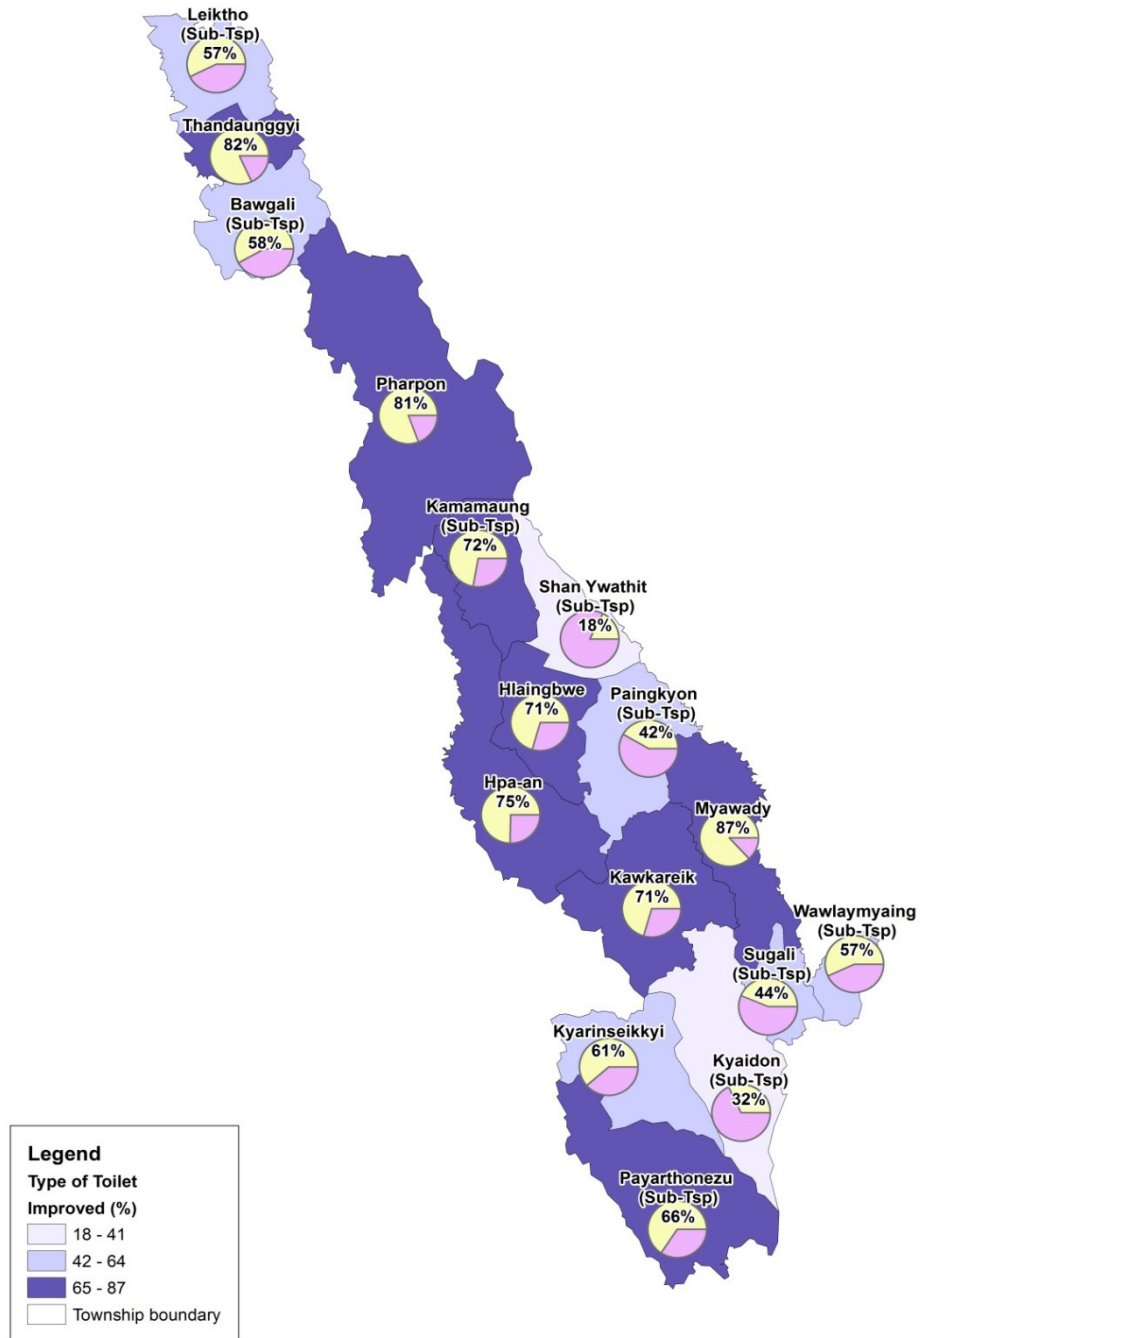 Leiktho
(Sub-Tsp)
57%
Thandaunggyi
82%
Bawgali
(Sub-Tsp)
58%
Pharpon
81%
Kamamaung
(Sub-Tsp)
72%
Shan Ywathit
(Sub-Tsp)
18%
Hlaingbwe
71%
Paingkyon
(Sub-Tsp)
42%
Hpa-an
75%
Myawady
87%
Kawkareik
71%
Wawlaymyaing
(Sub-Tsp)
57%
Sugali
(Sub-Tsp)
44%
Kyarinseikkyi
61%
Kyaidon
(Sub-Tsp)
32%
Payarthonezu
(Sub-Tsp)
66%
Legend
Type of Toilet
Improved (%)
18 - 41
42 - 64
65 - 87
Township boundary